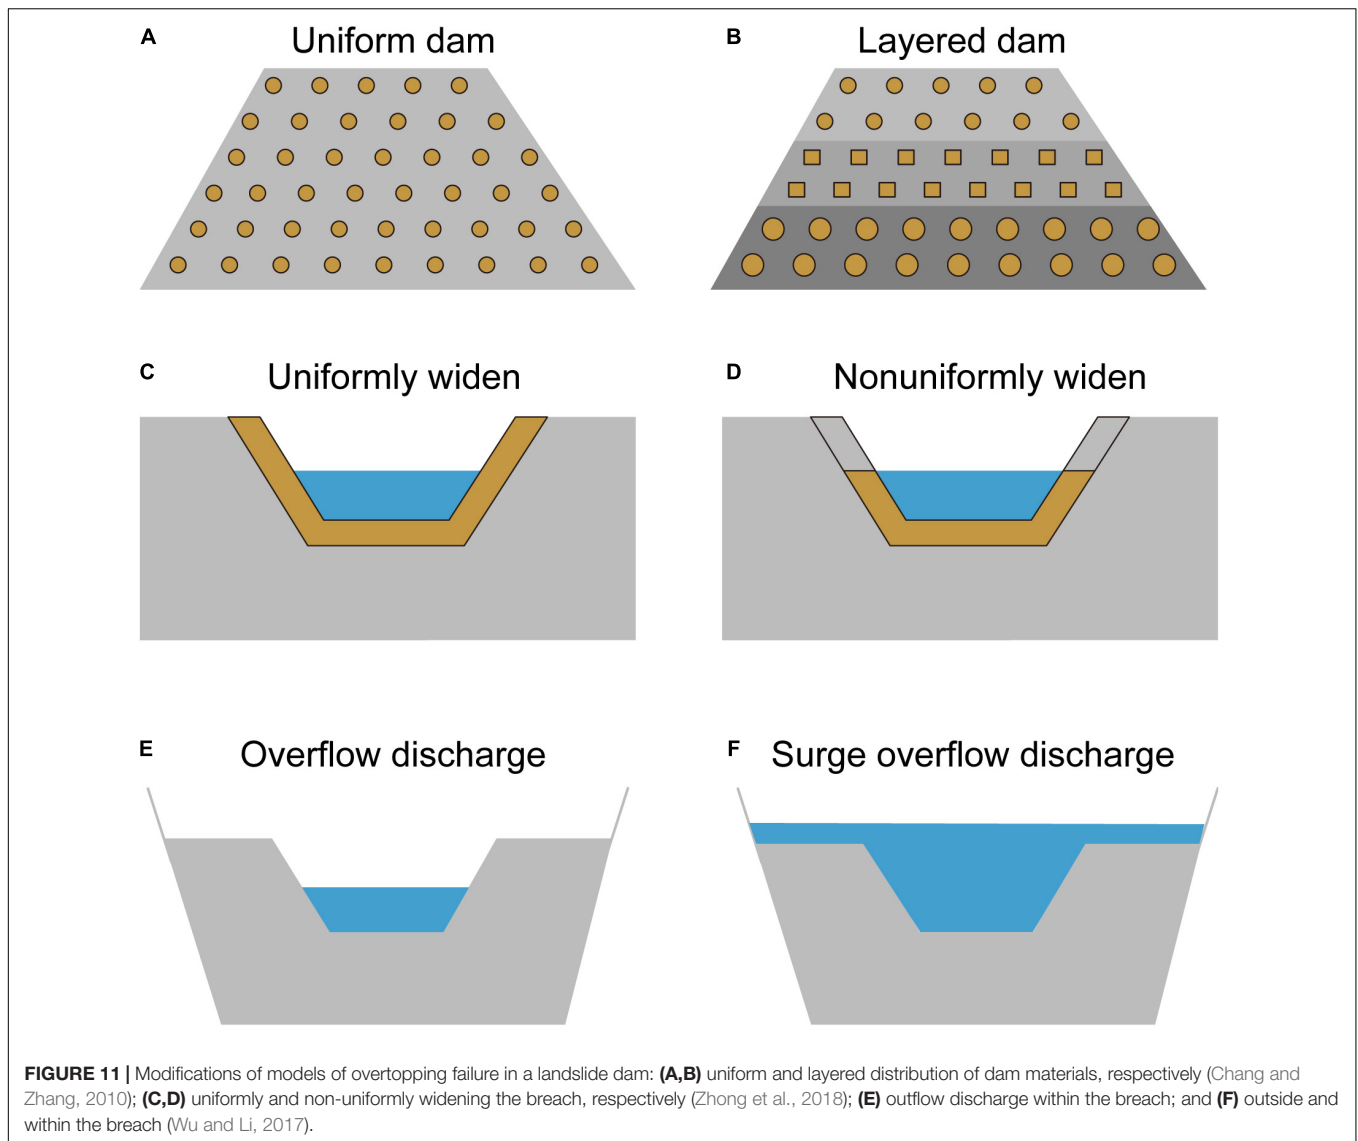 A
Uniform dam
B
Layered dam
C
Uniformly widen
D
Nonuniformly widen
E
Overflow discharge
F
Surge overflow discharge
FIGURE 11 | Modifications of models of overtopping failure in a landslide dam: (A,B) uniform and layered distribution of dam materials, respectively (Chang and
Zhang, 2010); (C,D) uniformly and non-uniformly widening the breach, respectively (Zhong et al., 2018); (E) outflow discharge within the breach; and (F) outside and
within the breach (Wu and Li, 2017).